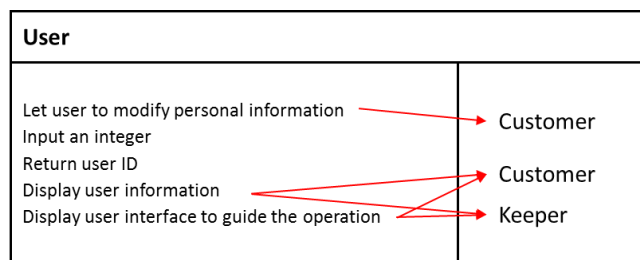 User
Let user to modify personal information
Customer
Input an integer
Return user ID
Customer
Display user information
Display user interface to guide the operation
Keeper